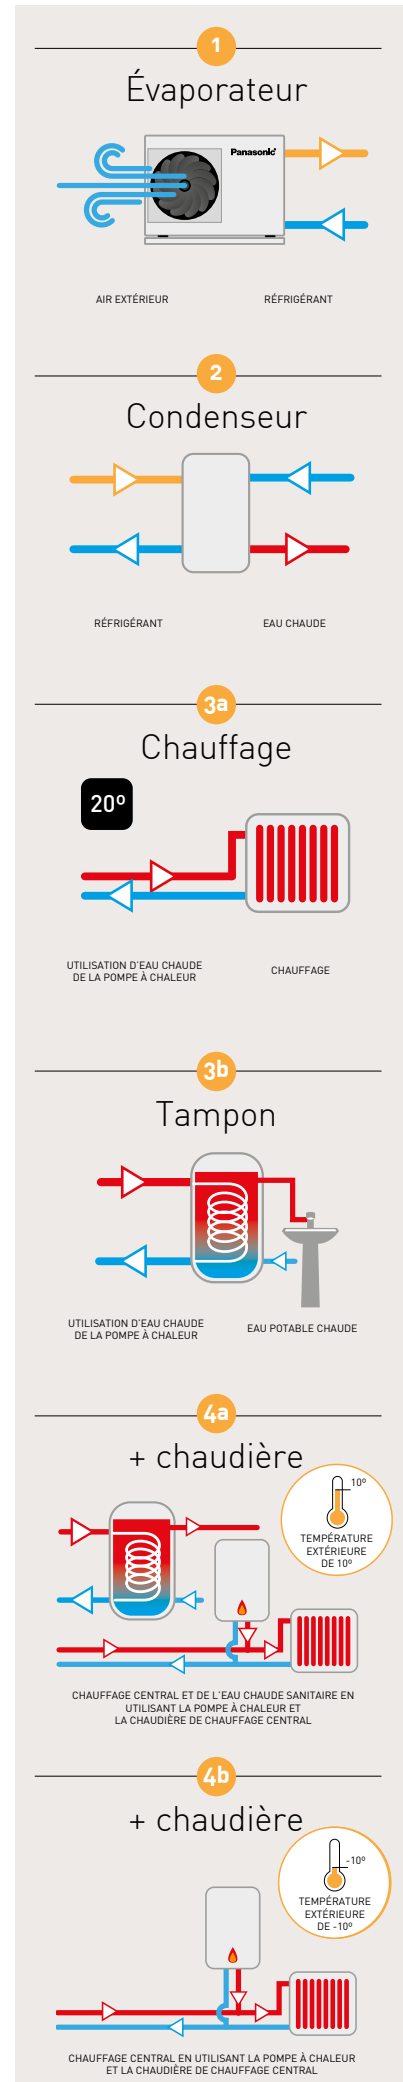 1
Évaporateur
Panasonic
AIR EXTÉRIEUR
RÉFRIGÉRANT
2
Condenseur
RÉFRIGÉRANT
EAU CHAUDE
3a
Chauffage
20º
UTILISATION D'EAU CHAUDE
DE LA POMPE À CHALEUR
CHAUFFAGE
3b
Tampon
UTILISATION D'EAU CHAUDE
DE LA POMPE À CHALEUR
EAU POTABLE CHAUDE
4a
+ chaudière
10º
TEMPÉRATURE
EXTÉRIEURE
DE 10º
CHAUFFAGE CENTRAL ET DE L'EAU CHAUDE SANITAIRE EN
UTILISANT LA POMPE À CHALEUR ET
LA CHAUDIÈRE DE CHAUFFAGE CENTRAL
4b
+ chaudière
-10º
TEMPÉRATURE
EXTÉRIEURE
DE -10º
CHAUFFAGE CENTRAL EN UTILISANT LA POMPE À CHALEUR
ET LA CHAUDIÈRE DE CHAUFFAGE CENTRAL